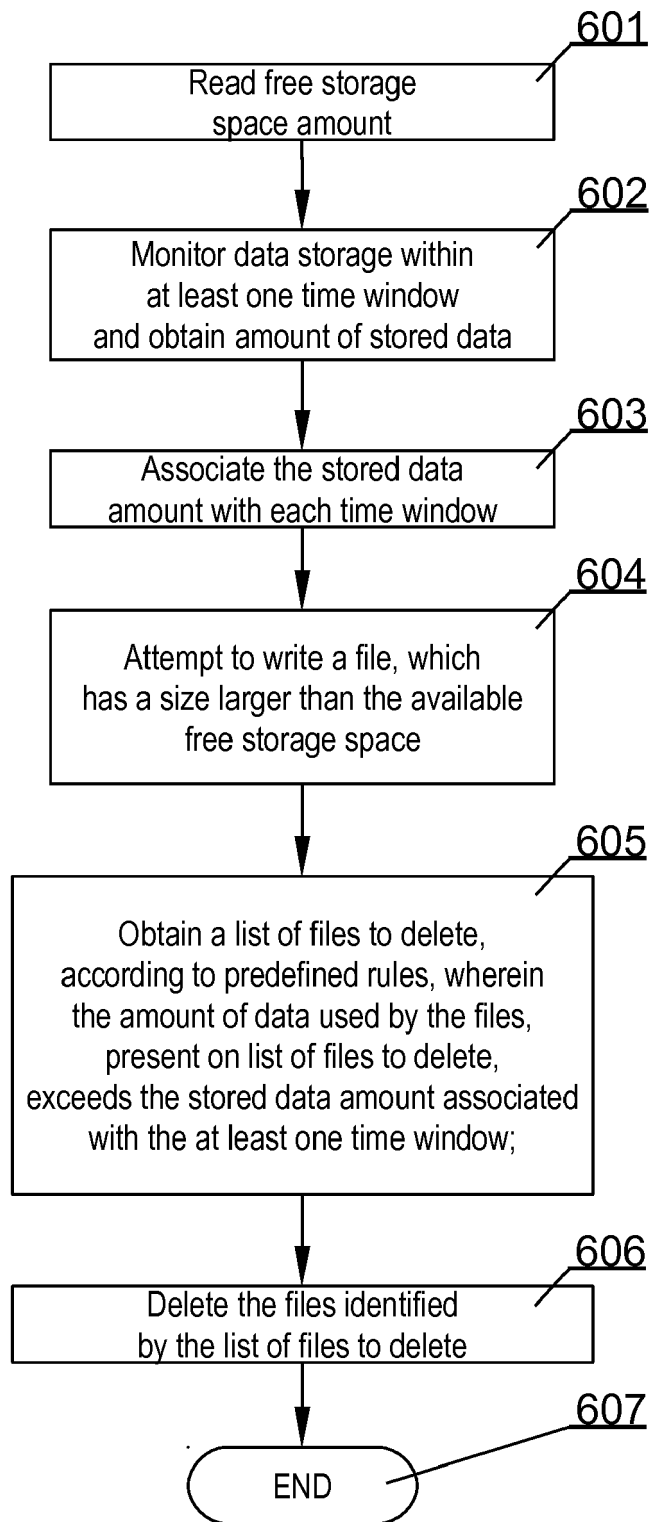 601
Read free storage
space amount
602
Monitor data storage within
at least one time window
and obtain amount of stored data
603
Associate the stored data
amount with each time window
604
Attempt to write a file, which
has a size larger than the available
free storage space
605
Obtain a list of files to delete,
according to predefined rules, wherein
the amount of data used by the files,
present on list of files to delete,
exceeds the stored data amount associated
with the at least one time window;
606
Delete the files identified
by the list of files to delete
607
END